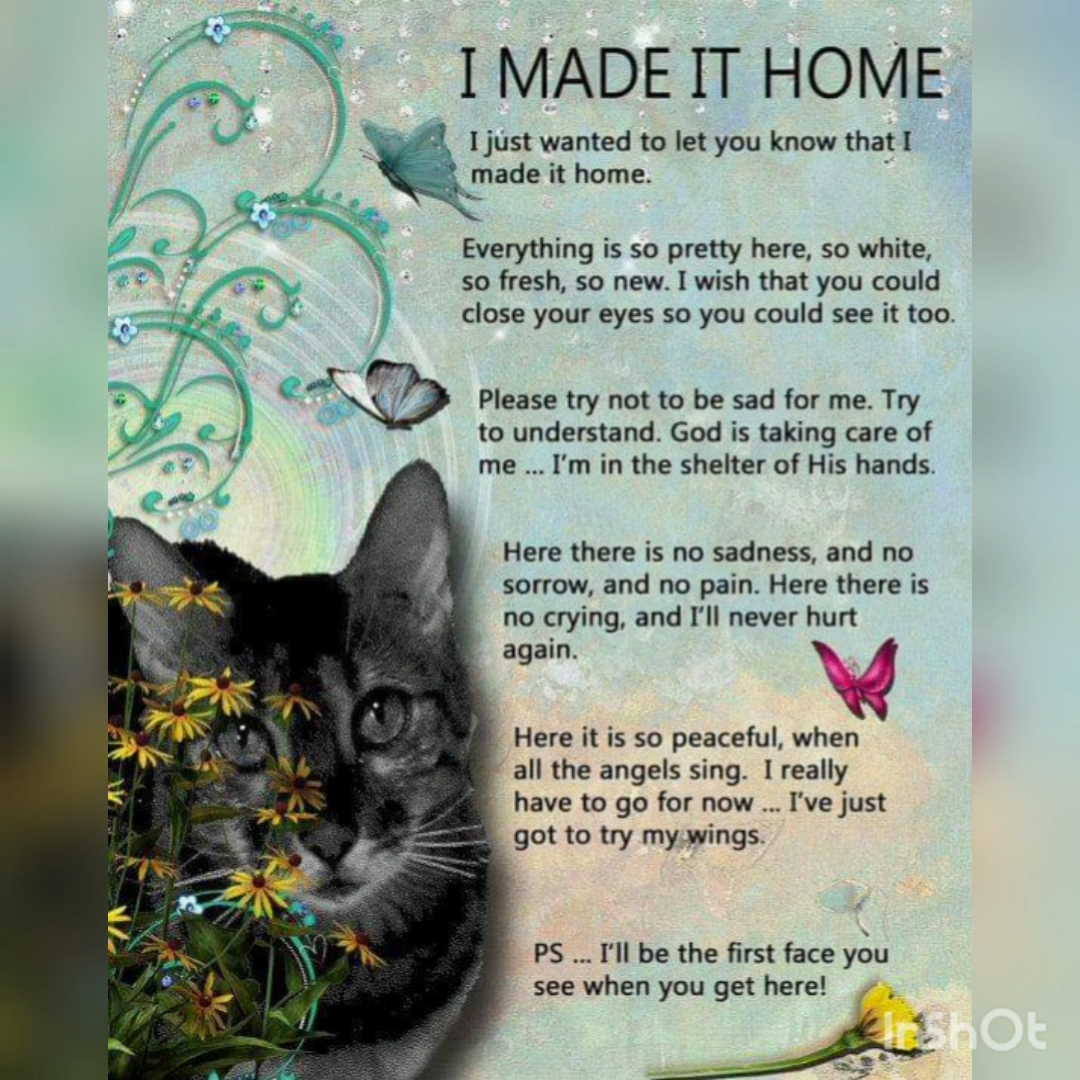 I MADE IT HOME
I just wanted to let you know that I
made it home.
Everything is so pretty here, so white,
so fresh, so new. I wish that you could
close your eyes so you could see it too.
Please try not to be sad for me. Try
to understand. God is taking care of
me ... I'm in the shelter of His hands.
Here there is no sadness, and no
sorrow, and no pain. Here there is
no crying, and I'll never hurt
again.
Here it is so peaceful, when
all the angels sing. I really
have to go for now ... I've just
got to try my wings.
PS ... I'll be the first face you
see when you get here!
InShOt